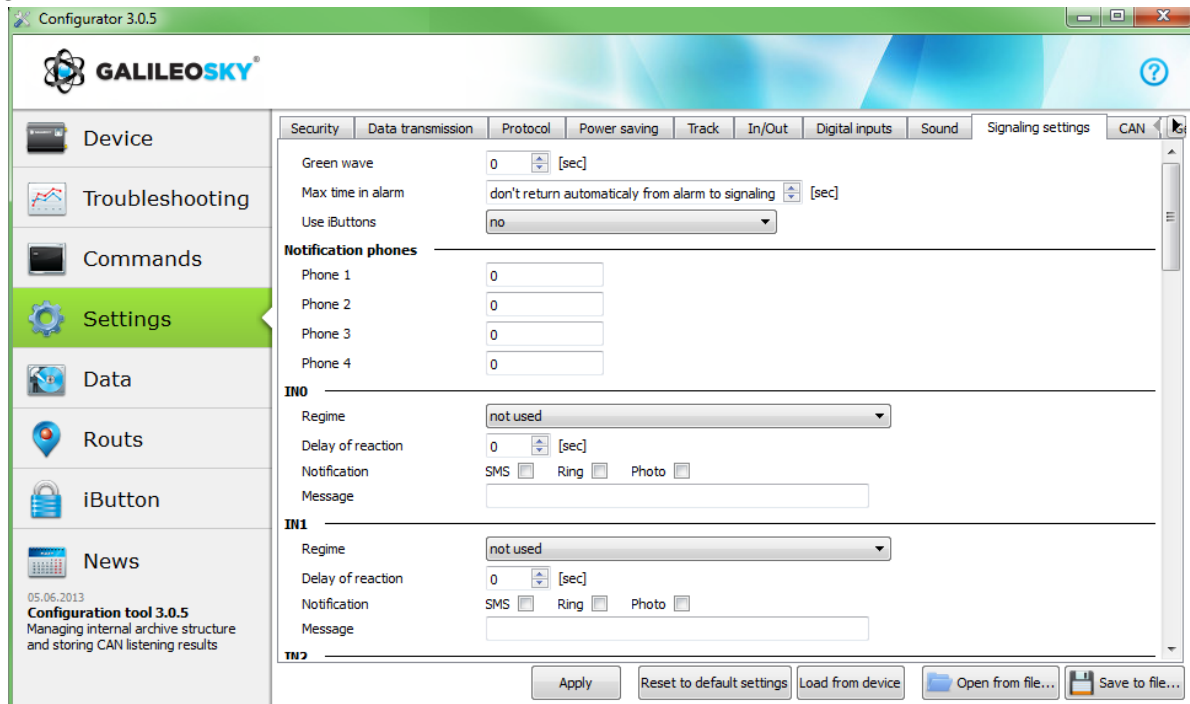 Configurator 3.0.5
GALILEOSKY®
Device
Troubleshooting
Commands
Settings
Data
Routs
iButton
News
05.06.2013
Configuration tool 3.0.5
Managing internal archive structure
and storing CAN listening results
Security Data transmission Protocol Power saving Track In/Out Digital inputs Sound Signaling settings CAN
Green wave 0 [sec]
Max time in alarm don't return automaticaly from alarm to signaling [sec]
Use iButtons no
Notification phones
Phone 1 0
Phone 2 0
Phone 3 0
Phone 4 0
IN0
Regime not used
Delay of reaction 0 [sec]
Notification SMS Ring Photo
Message
IN1
Regime not used
Delay of reaction 0 [sec]
Notification SMS Ring Photo
Message
IN2
Apply Reset to default settings Load from device Open from file... Save to file...